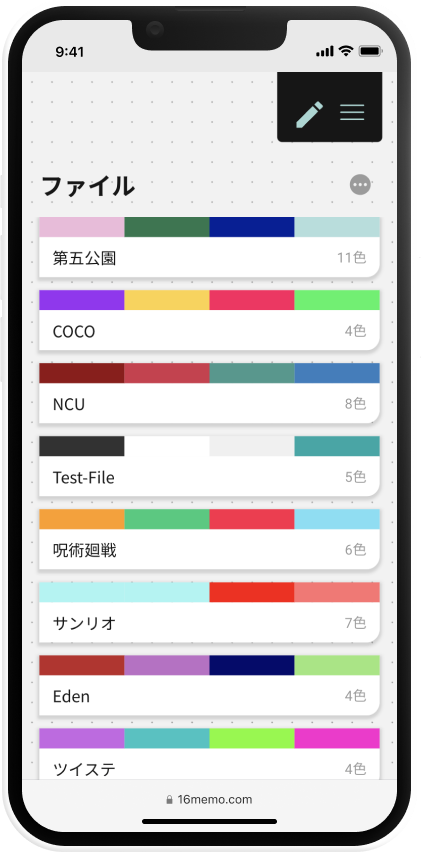 9:41
ファイル
第五公園
11色
COCO
4色
NCU
8色
Test-File
5色
呪術廻戦
6色
サンリオ
7色
Eden
4色
ツイステ
4色
16memo.com